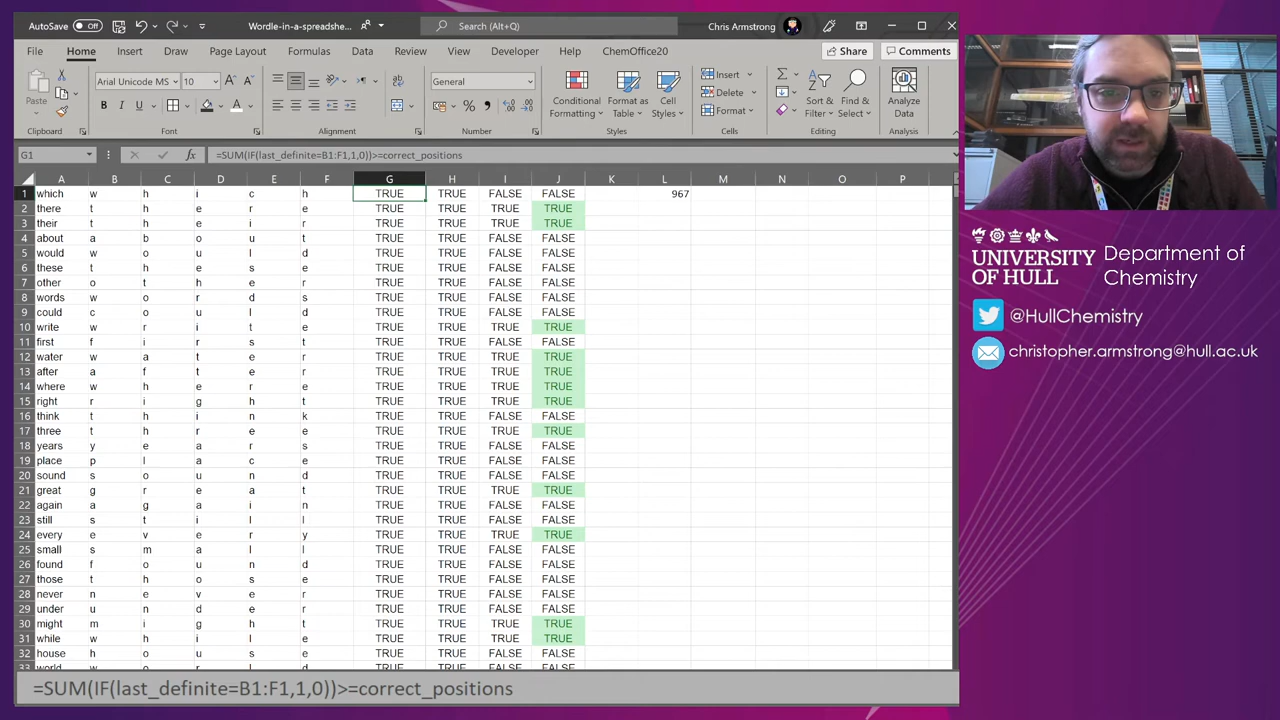 AutoSave Off Wordle-in-a-spreadshe... Search (Alt+Q) Chris Armstrong
File Home Insert Draw Page Layout Formulas Data Review View Developer Help ChemOffice20 Share Comments
Paste Arial Unicode MS 10 General Conditional Formatting Format as Table Cell Styles Insert Delete Format Sort & Filter Find & Select Analyze Data
Clipboard Font Alignment Number Styles Cells Editing Analysis
G1 fx =SUM(IF(last_definite=B1:F1,1,0))>=correct_positions
A B C D E F G H I J K L M N O P
1 which w h i c h TRUE TRUE FALSE FALSE 967
2 there t h e r e TRUE TRUE TRUE TRUE
3 their t h e i r TRUE TRUE TRUE TRUE
4 about a b o u t TRUE TRUE FALSE FALSE
5 would w o u l d TRUE TRUE FALSE FALSE
6 these t h e s e TRUE TRUE FALSE FALSE
7 other o t h e r TRUE TRUE FALSE FALSE
8 words w o r d s TRUE TRUE FALSE FALSE
9 could c o u l d TRUE TRUE FALSE FALSE
10 write w r i t e TRUE TRUE TRUE TRUE
11 first f i r s t TRUE TRUE FALSE FALSE
12 water w a t e r TRUE TRUE TRUE TRUE
13 after a f t e r TRUE TRUE TRUE TRUE
14 where w h e r e TRUE TRUE TRUE TRUE
15 right r i g h t TRUE TRUE TRUE TRUE
16 think t h i n k TRUE TRUE FALSE FALSE
17 three t h r e e TRUE TRUE TRUE TRUE
18 years y e a r s TRUE TRUE FALSE FALSE
19 place p l a c e TRUE TRUE FALSE FALSE
20 sound s o u n d TRUE TRUE FALSE FALSE
21 great g r e a t TRUE TRUE TRUE TRUE
22 again a g a i n TRUE TRUE FALSE FALSE
23 still s t i l l TRUE TRUE FALSE FALSE
24 every e v e r y TRUE TRUE TRUE TRUE
25 small s m a l l TRUE TRUE FALSE FALSE
26 found f o u n d TRUE TRUE FALSE FALSE
27 those t h o s e TRUE TRUE FALSE FALSE
28 never n e v e r TRUE TRUE FALSE FALSE
29 under u n d e r TRUE TRUE FALSE FALSE
30 might m i g h t TRUE TRUE TRUE TRUE
31 while w h i l e TRUE TRUE TRUE TRUE
32 house h o u s e TRUE TRUE FALSE FALSE
33 world w o r l d TRUE TRUE FALSE FALSE
=SUM(IF(last_definite=B1:F1,1,0))>=correct_positions
UNIVERSITY OF HULL
Department of
Chemistry
@HullChemistry
christopher.armstrong@hull.ac.uk